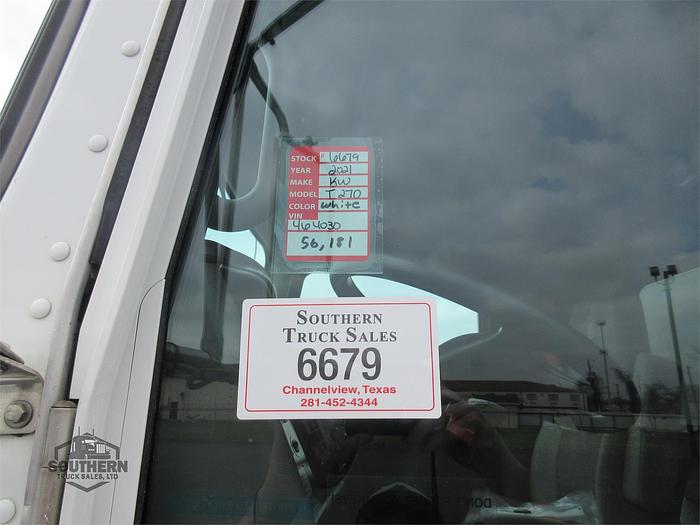 STOCK # 6679
YEAR 2021
MAKE KW
MODEL T270
COLOR White
VIN
464030
56,181
SOUTHERN
TRUCK SALES
6679
Channelview, Texas
281-452-4344
SOUTHERN
TRUCK SALES, LTD